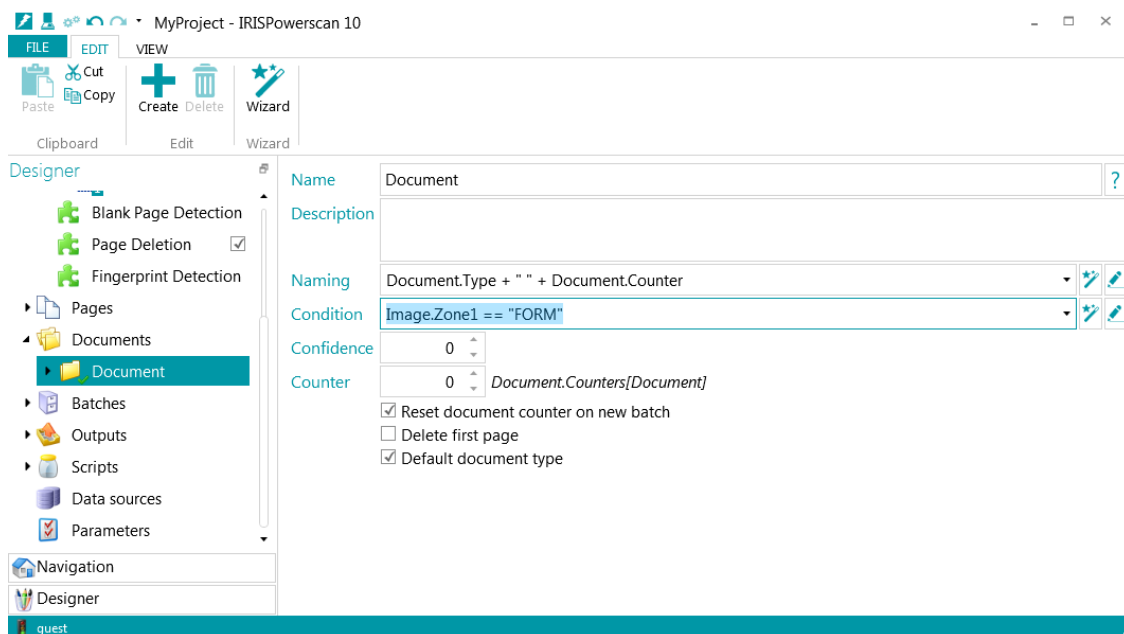 MyProject - IRISPowerscan 10
FILE EDIT VIEW
Paste
Cut
Copy
Create Delete
Wizard
Clipboard Edit Wizard
Designer
Blank Page Detection
Page Deletion
Fingerprint Detection
Pages
Documents
Document
Batches
Outputs
Scripts
Data sources
Parameters
Navigation
Designer
guest
Name Document ?
Description
Naming Document.Type + " " + Document.Counter
Condition Image.Zone1 == "FORM"
Confidence 0
Counter 0 Document.Counters[Document]
Reset document counter on new batch
Delete first page
Default document type